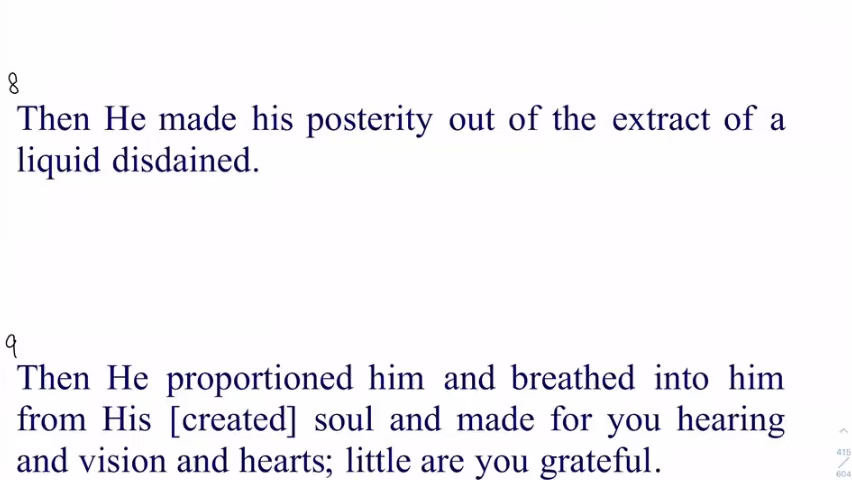 8
Then He made his posterity out of the extract of a
liquid disdained.
9
Then He proportioned him and breathed into him
from His [created] soul and made for you hearing
and vision and hearts; little are you grateful.
415
/
604